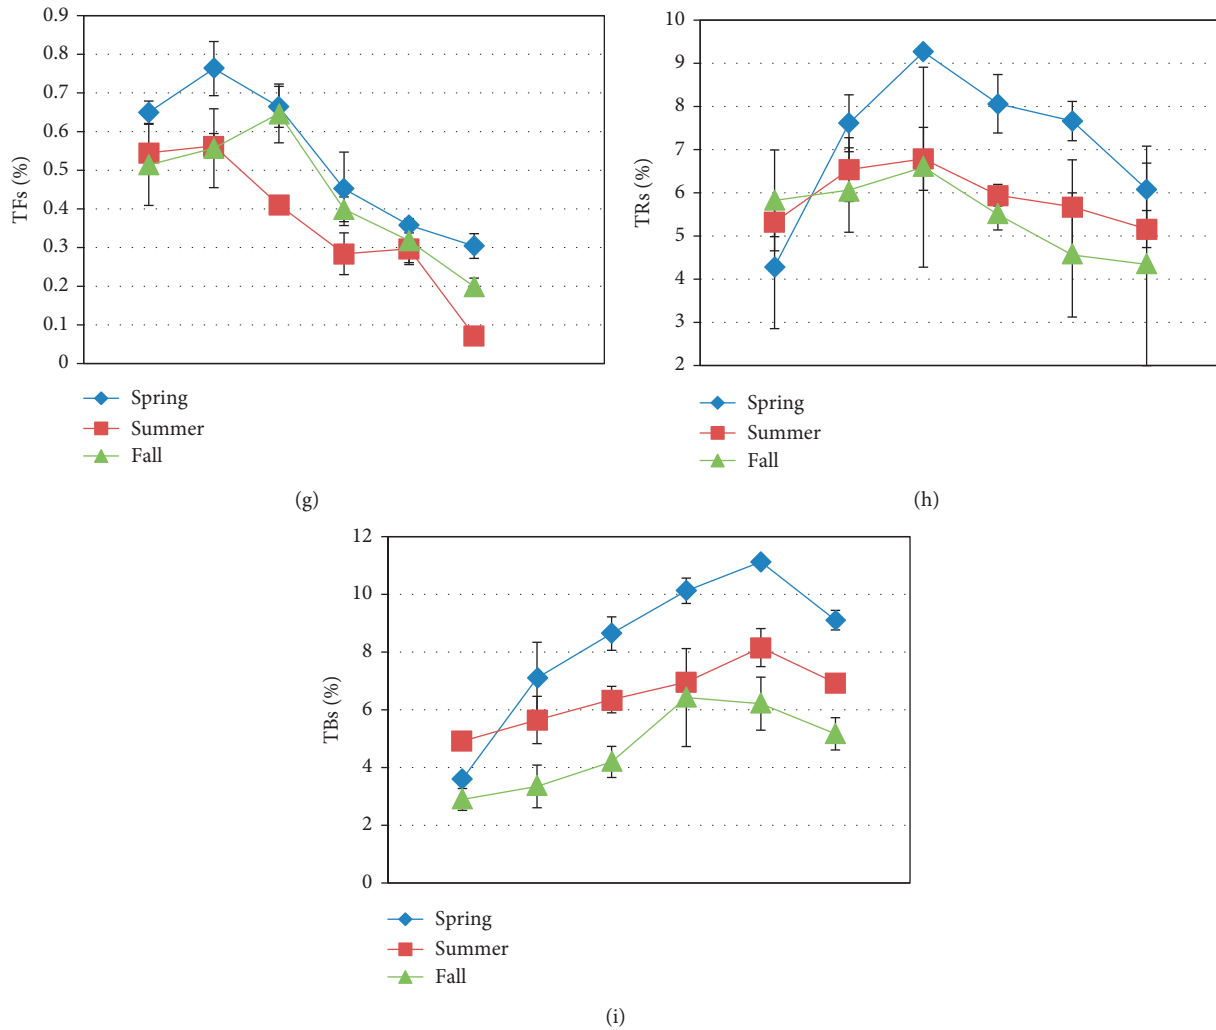 0.9
0.8
0.7
0.6
0.5
0.4
0.3
0.2
0.1
0
TFs (%)
Spring
Summer
Fall
(g)
10
9
8
7
6
5
4
3
2
TRs (%)
Spring
Summer
Fall
(h)
12
10
8
6
4
2
0
TBs (%)
Spring
Summer
Fall
(i)